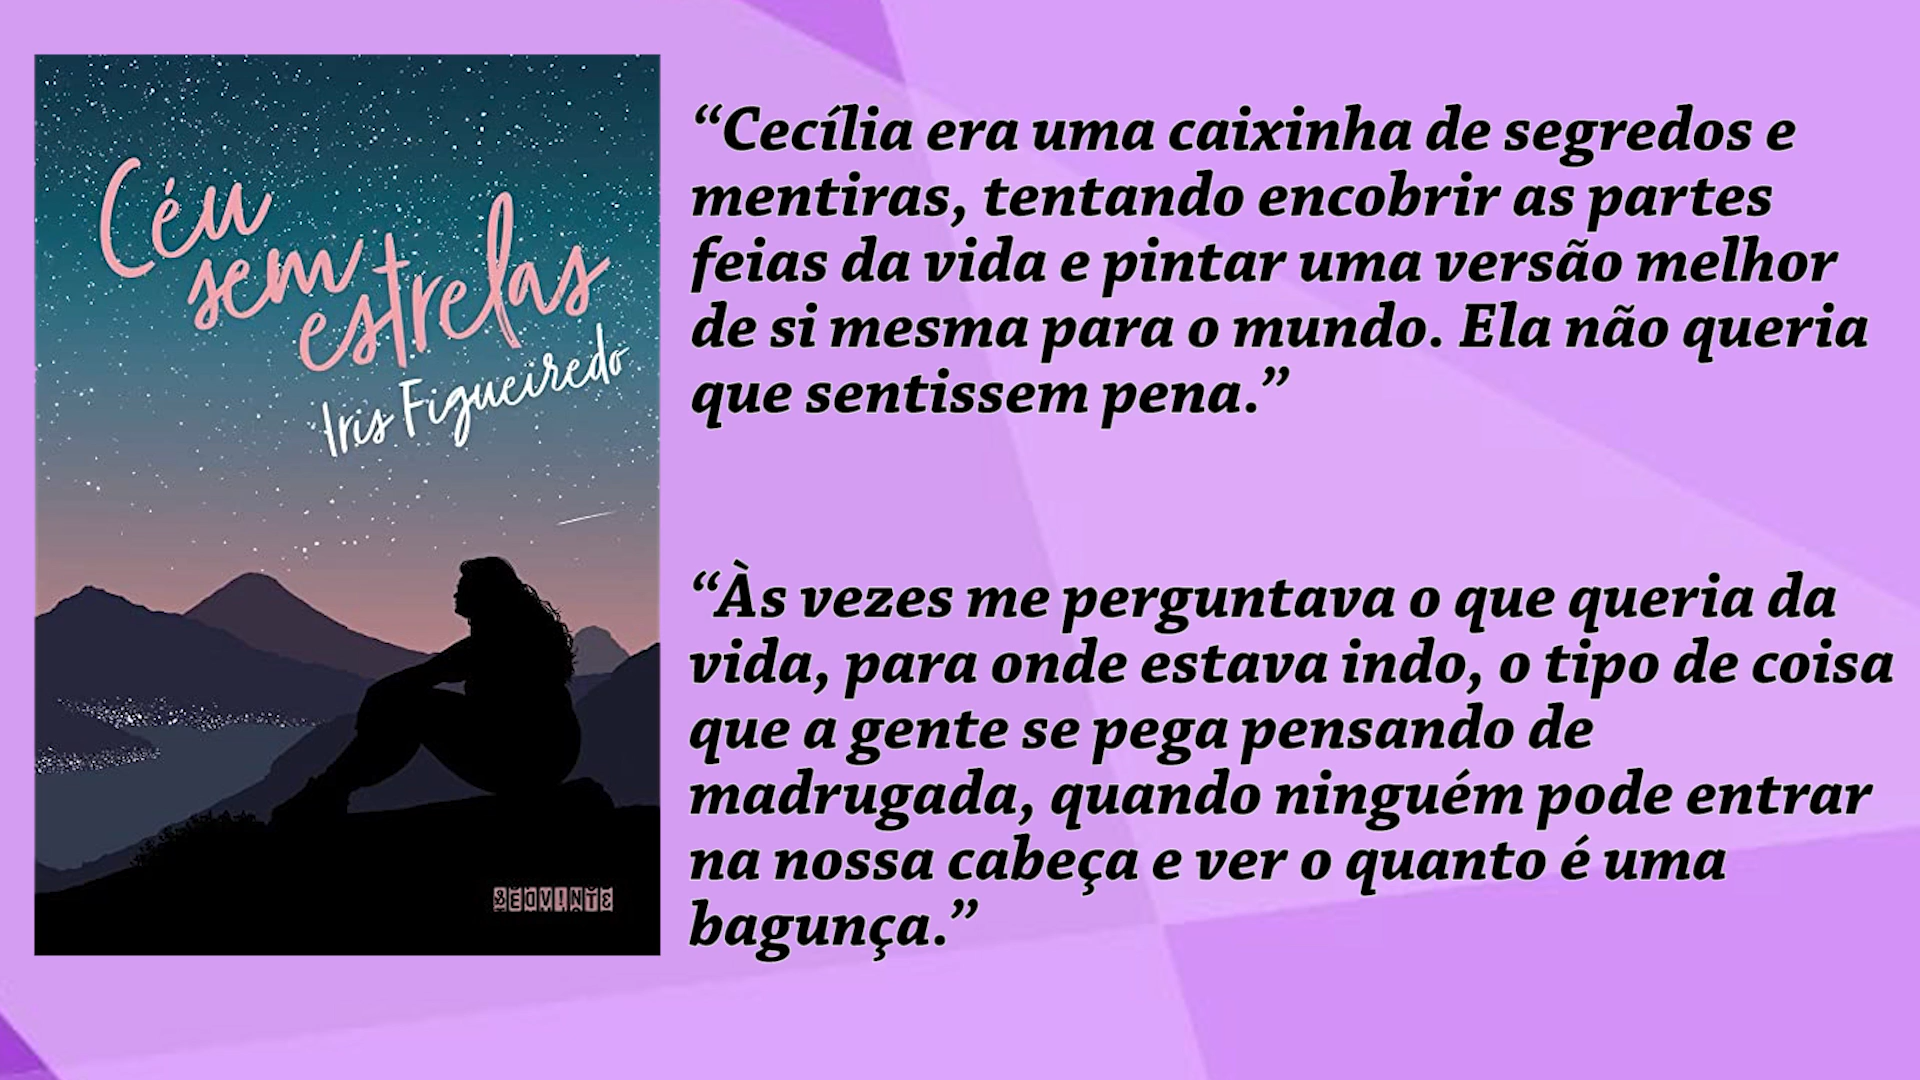 Céu
sem
estrelas
Iris Figueiredo
“Cecília era uma caixinha de segredos e
mentiras, tentando encobrir as partes
feias da vida e pintar uma versão melhor
de si mesma para o mundo. Ela não queria
que sentissem pena.”
“Às vezes me perguntava o que queria da
vida, para onde estava indo, o tipo de coisa
que a gente se pega pensando de
madrugada, quando ninguém pode entrar
na nossa cabeça e ver o quanto é uma
bagunça.”